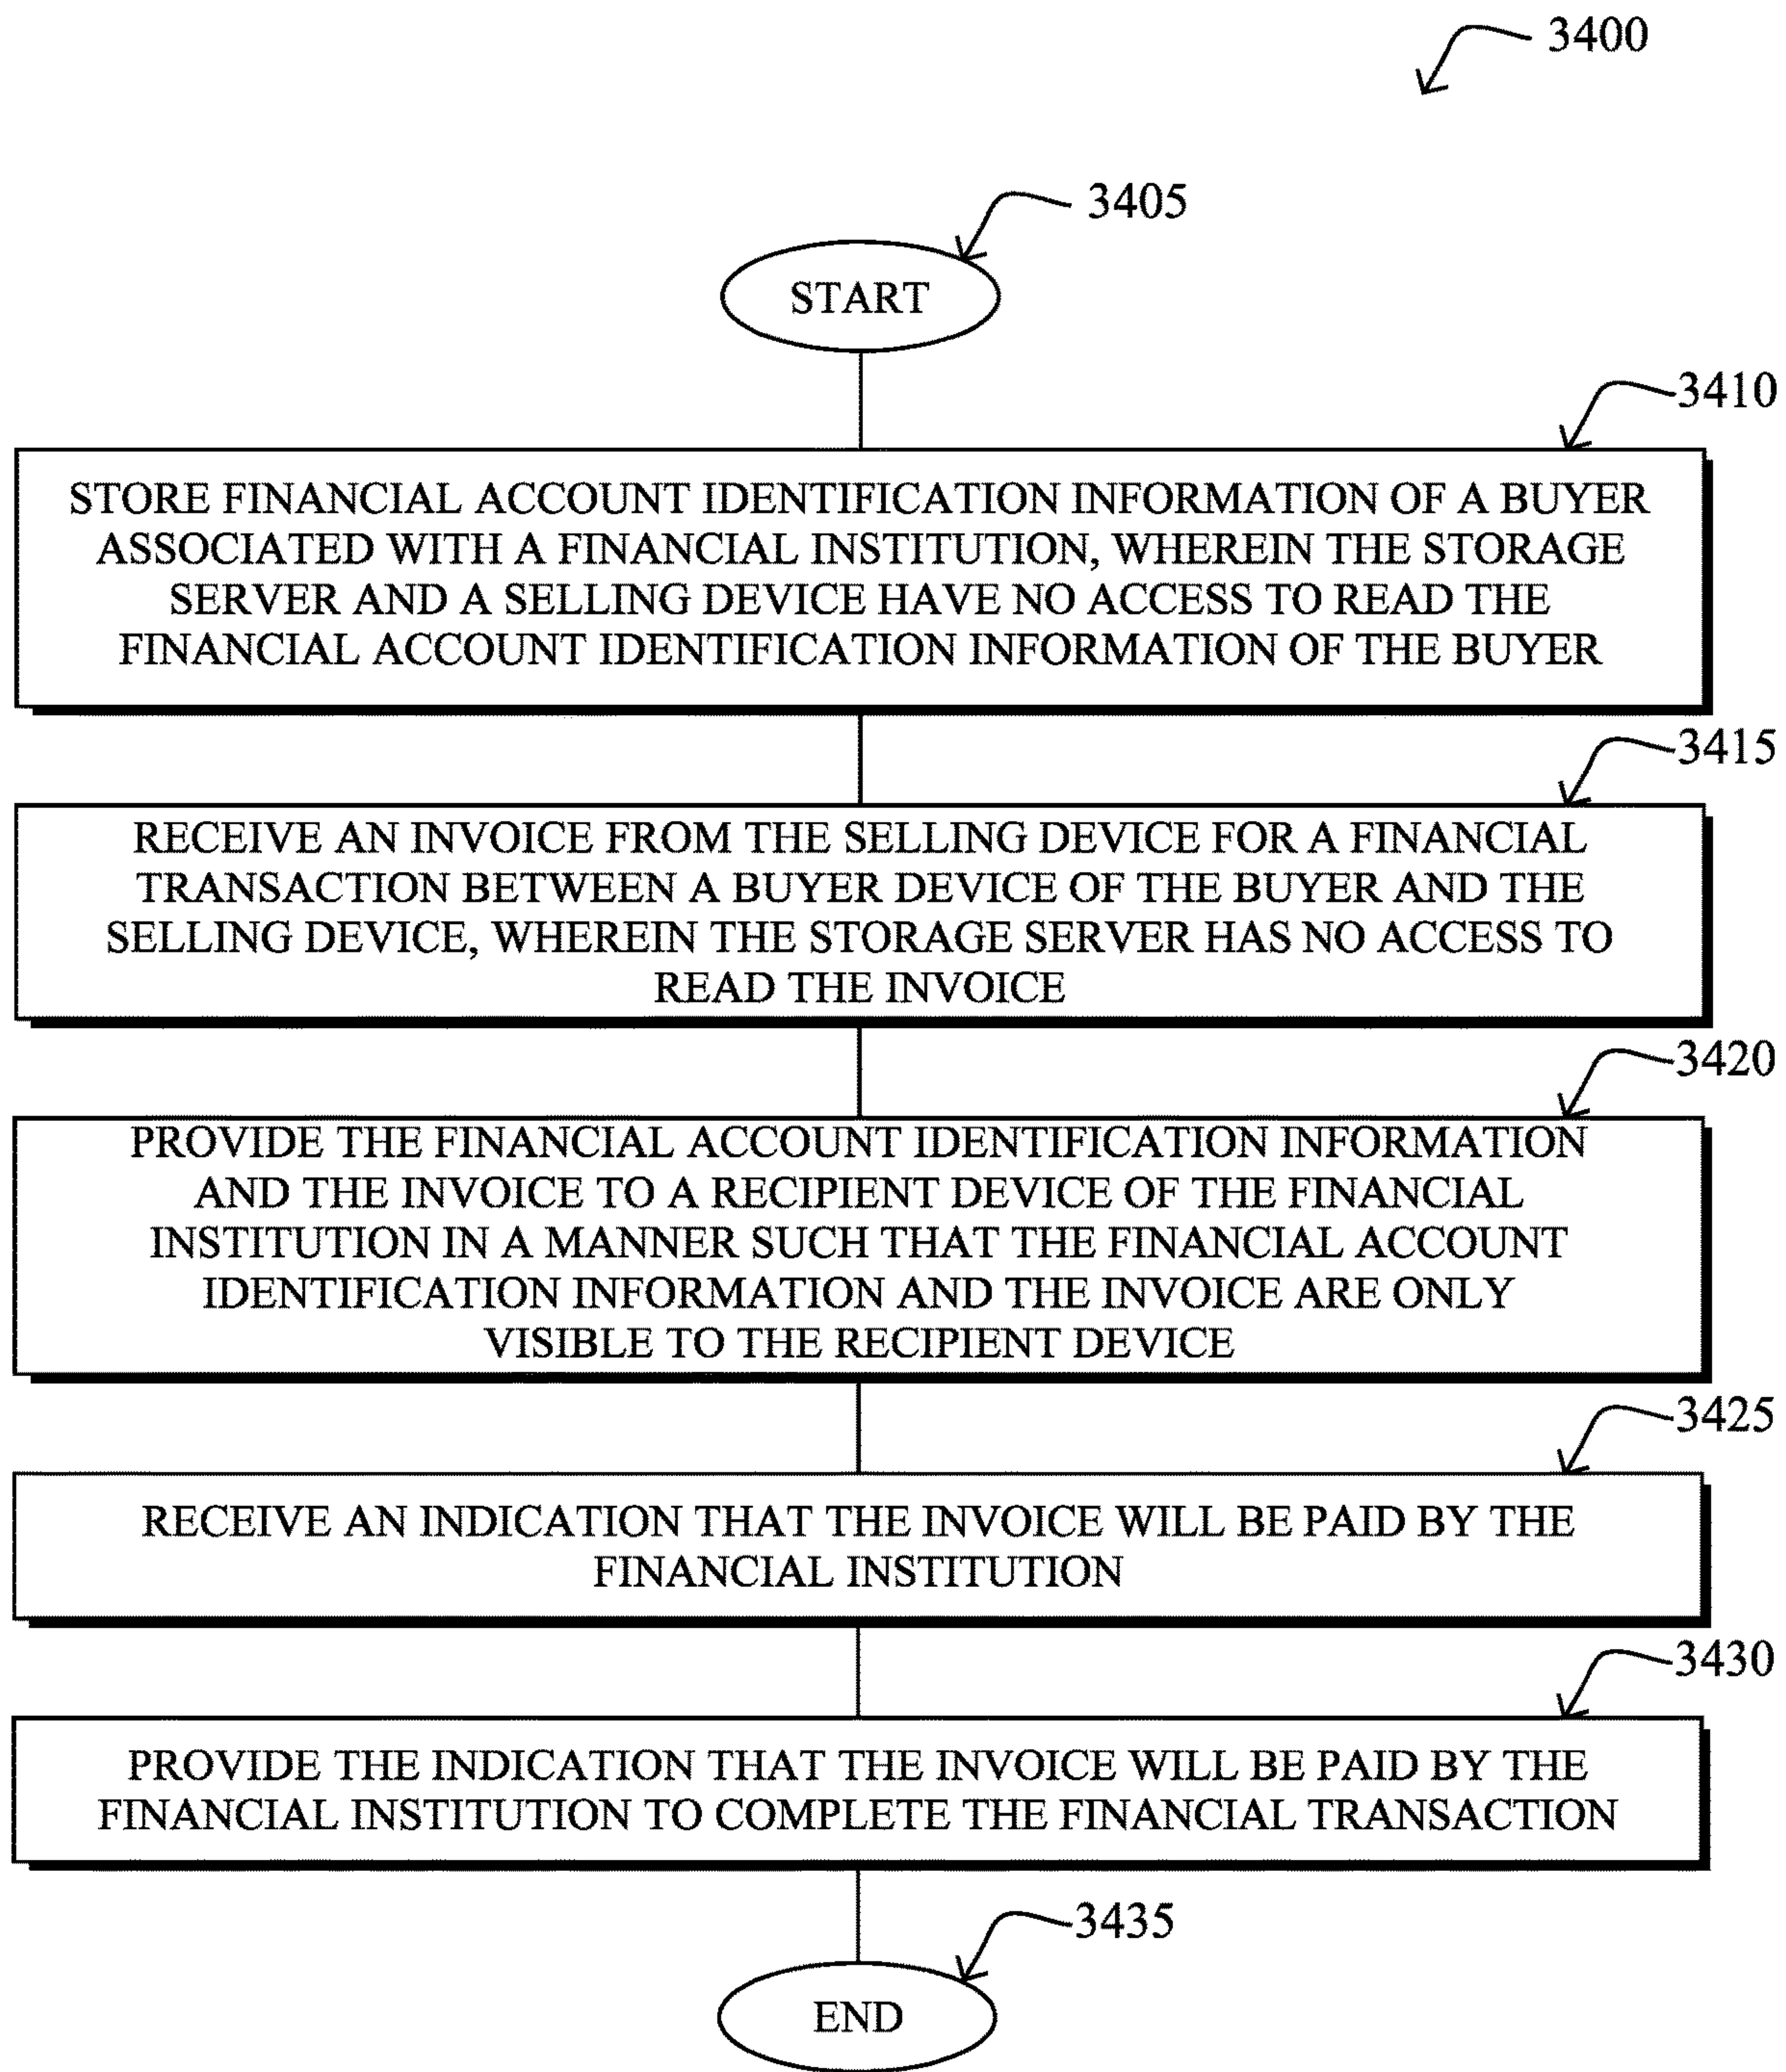 3400
3405
START
3410
STORE FINANCIAL ACCOUNT IDENTIFICATION INFORMATION OF A BUYER
ASSOCIATED WITH A FINANCIAL INSTITUTION, WHEREIN THE STORAGE
SERVER AND A SELLING DEVICE HAVE NO ACCESS TO READ THE
FINANCIAL ACCOUNT IDENTIFICATION INFORMATION OF THE BUYER
3415
RECEIVE AN INVOICE FROM THE SELLING DEVICE FOR A FINANCIAL
TRANSACTION BETWEEN A BUYER DEVICE OF THE BUYER AND THE
SELLING DEVICE, WHEREIN THE STORAGE SERVER HAS NO ACCESS TO
READ THE INVOICE
3420
PROVIDE THE FINANCIAL ACCOUNT IDENTIFICATION INFORMATION
AND THE INVOICE TO A RECIPIENT DEVICE OF THE FINANCIAL
INSTITUTION IN A MANNER SUCH THAT THE FINANCIAL ACCOUNT
IDENTIFICATION INFORMATION AND THE INVOICE ARE ONLY
VISIBLE TO THE RECIPIENT DEVICE
3425
RECEIVE AN INDICATION THAT THE INVOICE WILL BE PAID BY THE
FINANCIAL INSTITUTION
3430
PROVIDE THE INDICATION THAT THE INVOICE WILL BE PAID BY THE
FINANCIAL INSTITUTION TO COMPLETE THE FINANCIAL TRANSACTION
3435
END